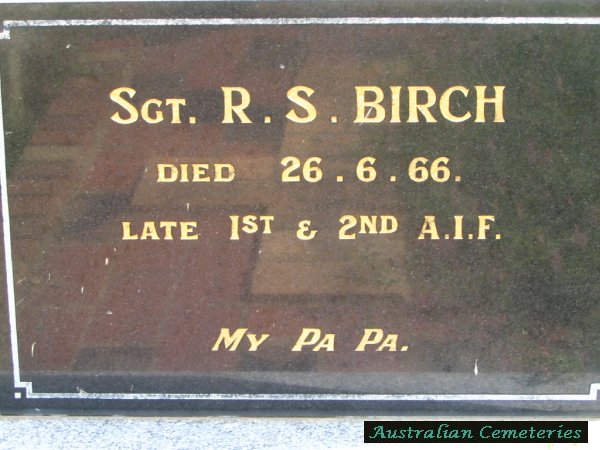 SGT. R. S. BIRCH
DIED 26. 6. 66.
LATE 1ST & 2ND A.I.F.
MY PA PA.
Australian Cemeteries